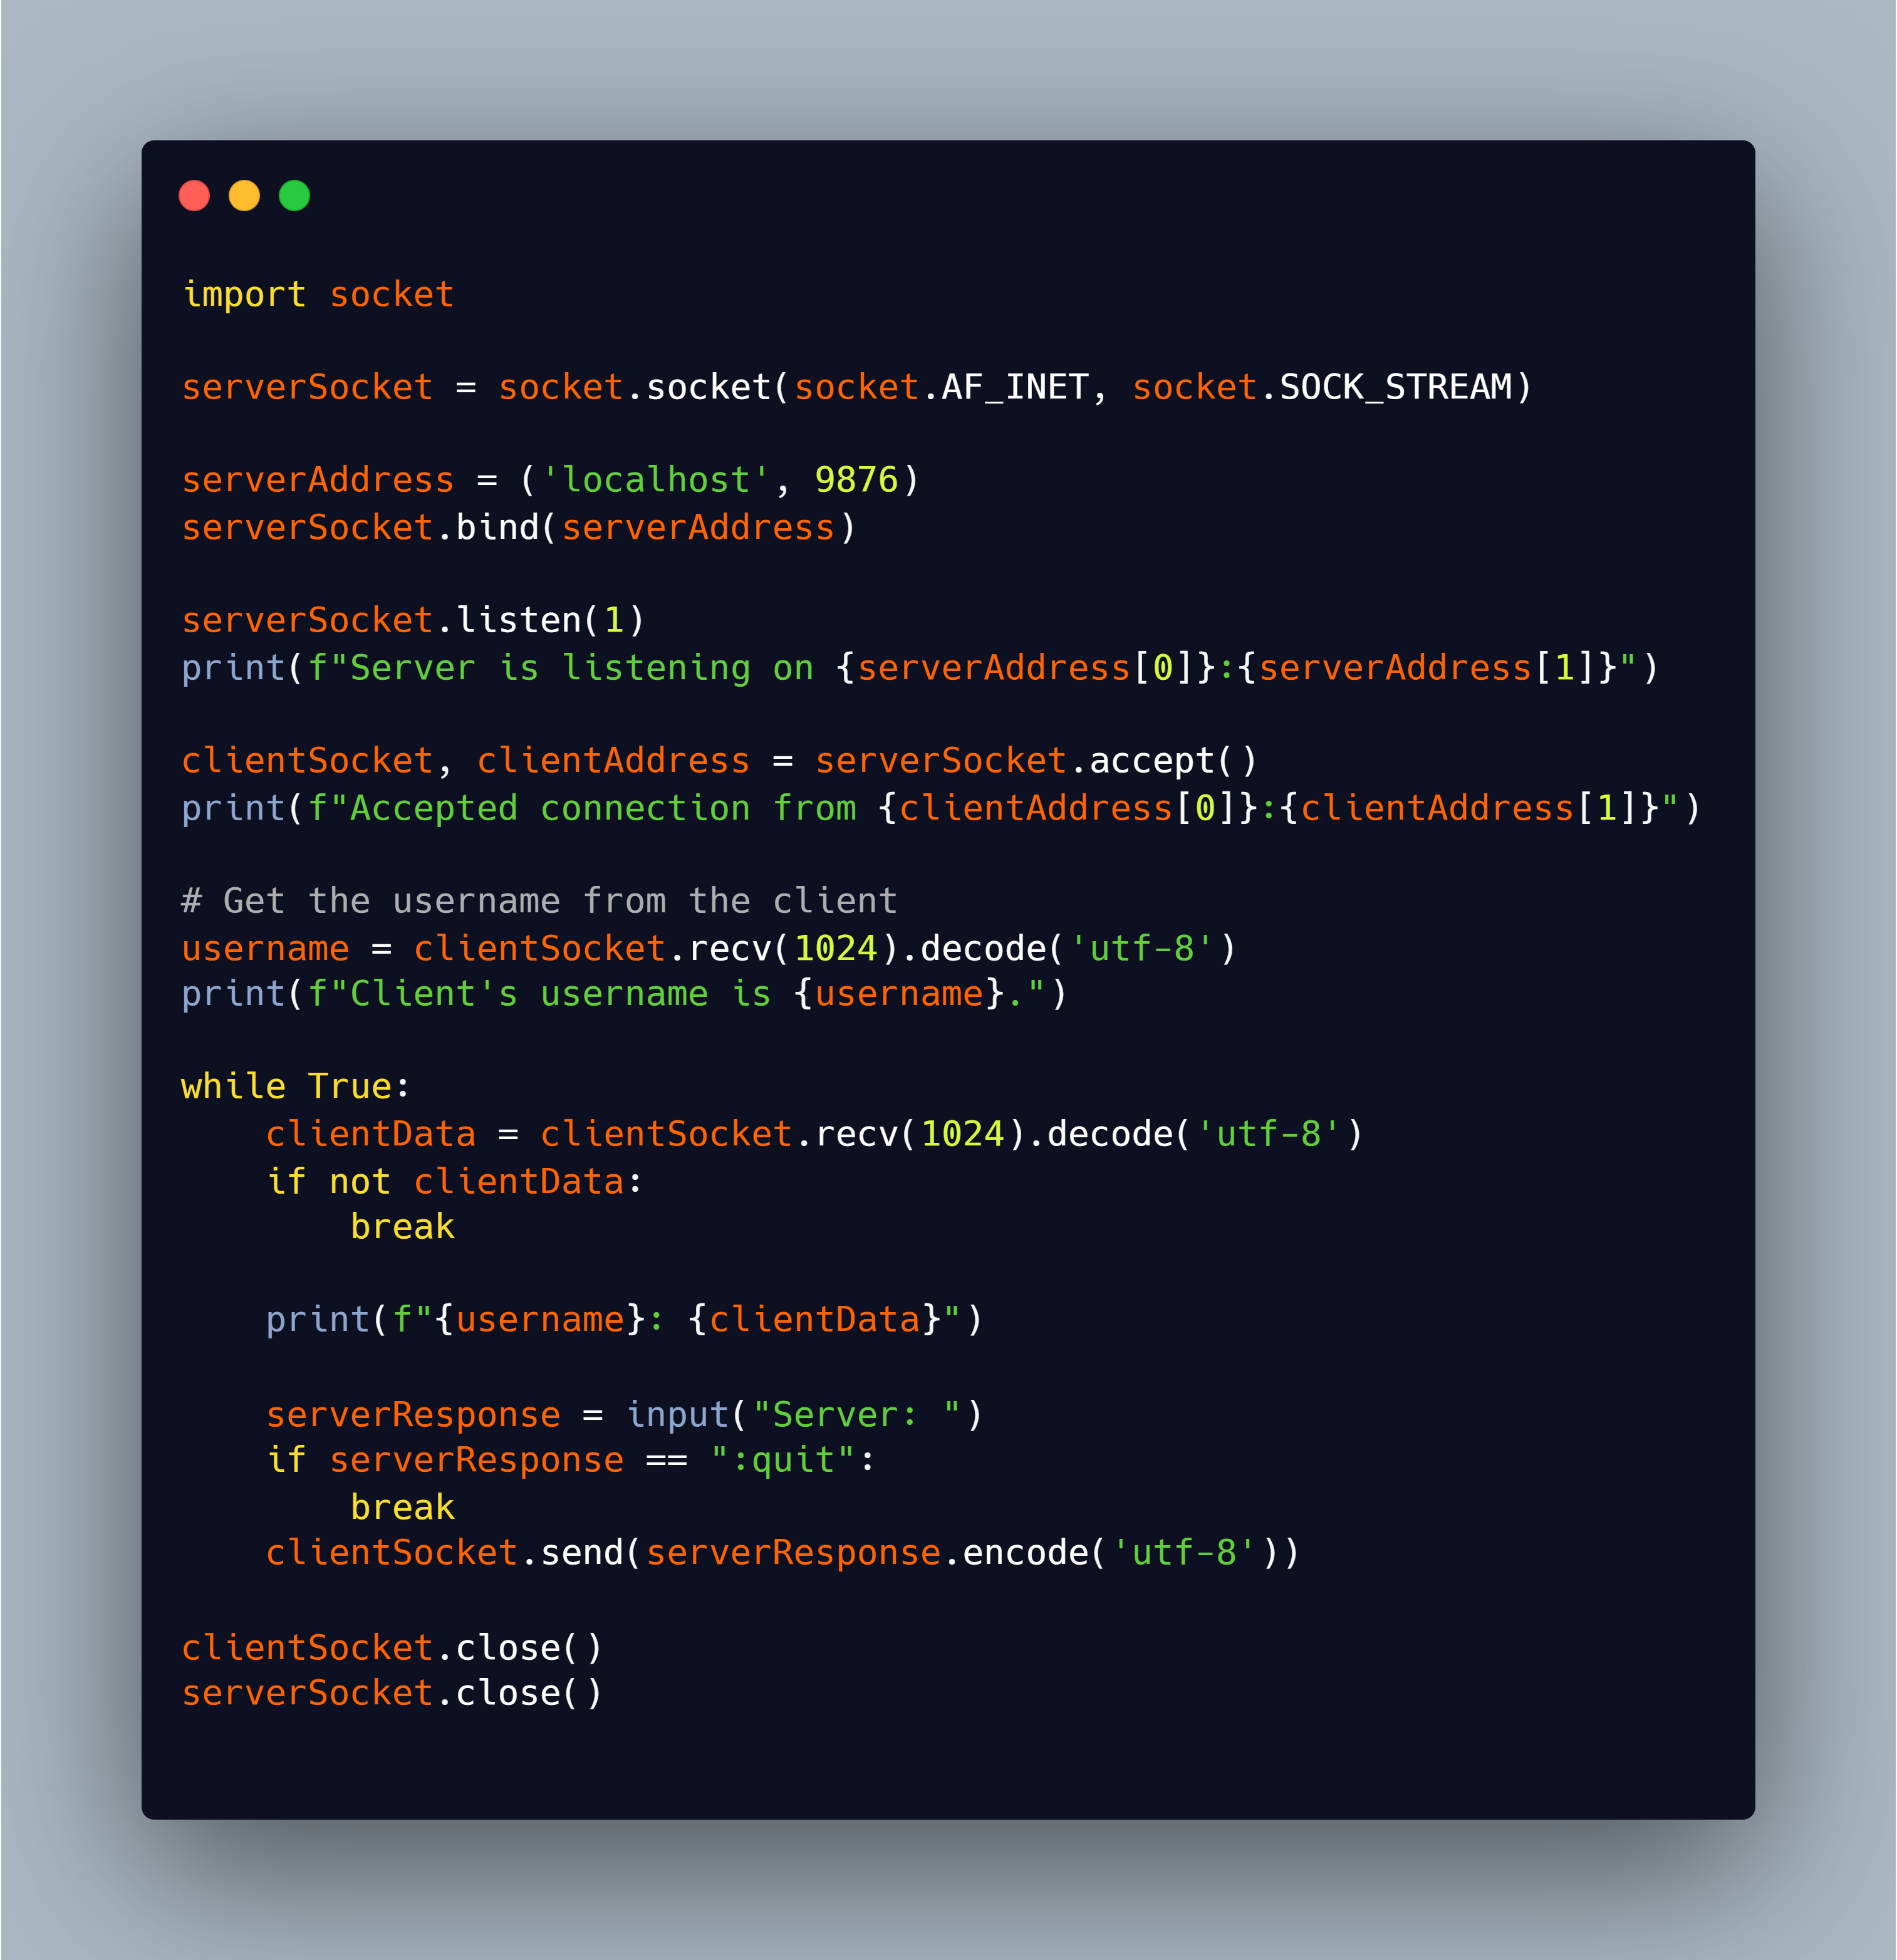 import socket

serverSocket = socket.socket(socket.AF_INET, socket.SOCK_STREAM)

serverAddress = ('localhost', 9876)
serverSocket.bind(serverAddress)

serverSocket.listen(1)
print(f"Server is listening on {serverAddress[0]}:{serverAddress[1]}")

clientSocket, clientAddress = serverSocket.accept()
print(f"Accepted connection from {clientAddress[0]}:{clientAddress[1]}")

# Get the username from the client
username = clientSocket.recv(1024).decode('utf-8')
print(f"Client's username is {username}.")

while True:
    clientData = clientSocket.recv(1024).decode('utf-8')
    if not clientData:
        break

    print(f"{username}: {clientData}")

    serverResponse = input("Server: ")
    if serverResponse == ":quit":
        break
    clientSocket.send(serverResponse.encode('utf-8'))

clientSocket.close()
serverSocket.close()